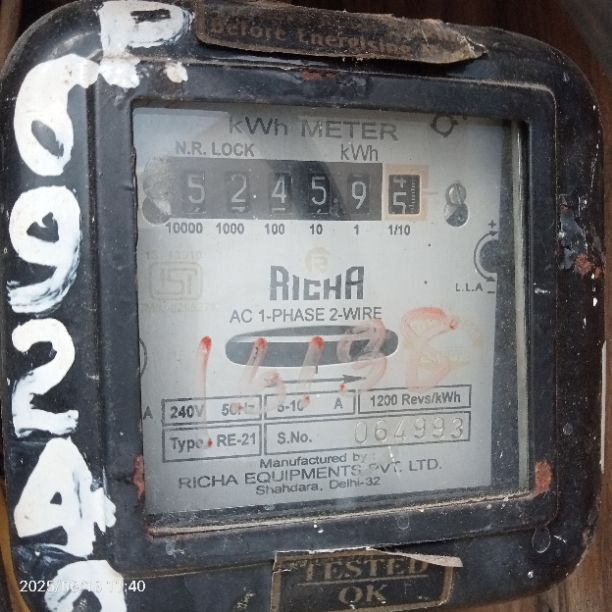 Before Energising
kWh METER
N.R. LOCK kWh
5 2 4 5 9
10000 1000 100 10 1 1/10
RICHA
L.L.A
AC 1-PHASE 2-WIRE
240V 50Hz 5-10 A 1200 Revs/kWh
Type. RE-21 S.No. 064993
Manufactured by :
RICHA EQUIPMENTS PVT. LTD.
Shahdara, Delhi-32
TESTED
OK